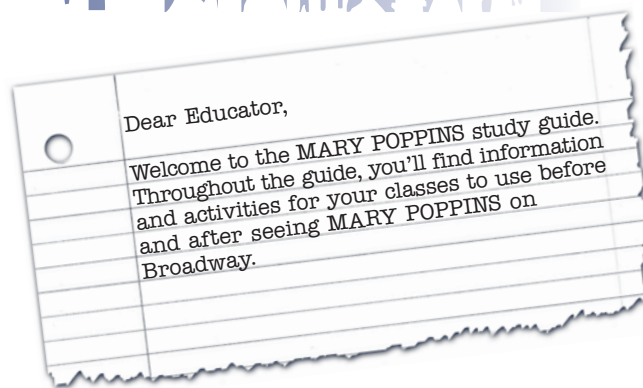 Dear Educator,
Welcome to the MARY POPPINS study guide.
Throughout the guide, you'll find information
and activities for your classes to use before
and after seeing MARY POPPINS on
Broadway.